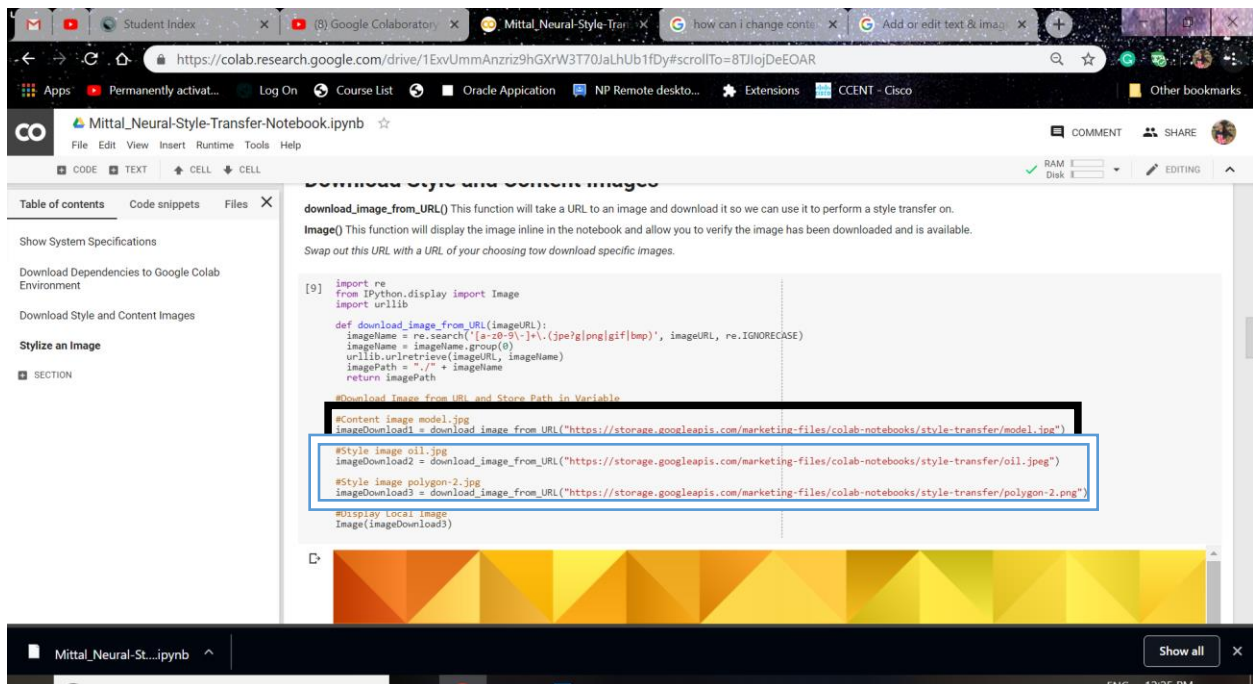 Student Index
(8) Google Colaboratory
Mittal_Neural-Style-Tran
how can i change conte
Add or edit text & imag
https://colab.research.google.com/drive/1ExvUmmAnzriz9hGXrW3T70JaLhUb1fDy#scrollTo=8TJIojDeEOAR
Apps Permanently activat... Log On Course List Oracle Appication NP Remote deskto... Extensions CCENT - Cisco Other bookmarks
CO Mittal_Neural-Style-Transfer-Notebook.ipynb
File Edit View Insert Runtime Tools Help
COMMENT SHARE
CODE TEXT CELL CELL
RAM
Disk
EDITING
Table of contents Code snippets Files
Show System Specifications
Download Dependencies to Google Colab
Environment
Download Style and Content Images
Stylize an Image
SECTION
Download Style and Content Images
download_image_from_URL() This function will take a URL to an image and download it so we can use it to perform a style transfer on.
Image() This function will display the image inline in the notebook and allow you to verify the image has been downloaded and is available.
Swap out this URL with a URL of your choosing tow download specific images.
[9] import re
from IPython.display import Image
import urllib
def download_image_from_URL(imageURL):
imageName = re.search('[a-z0-9\-]+\.(jpe?g|png|gif|bmp)', imageURL, re.IGNORECASE)
imageName = imageName.group(0)
urllib.urlretrieve(imageURL, imageName)
imagePath = "./" + imageName
return imagePath
#Download Image from URL and Store Path in Variable
#Content image model.jpg
imageDownload1 = download_image_from_URL("https://storage.googleapis.com/marketing-files/colab-notebooks/style-transfer/model.jpg")
#Style image oil.jpg
imageDownload2 = download_image_from_URL("https://storage.googleapis.com/marketing-files/colab-notebooks/style-transfer/oil.jpeg")
#Style image polygon-2.jpg
imageDownload3 = download_image_from_URL("https://storage.googleapis.com/marketing-files/colab-notebooks/style-transfer/polygon-2.png")
#Display Local Image
Image(imageDownload3)
Mittal_Neural-St....ipynb
Show all